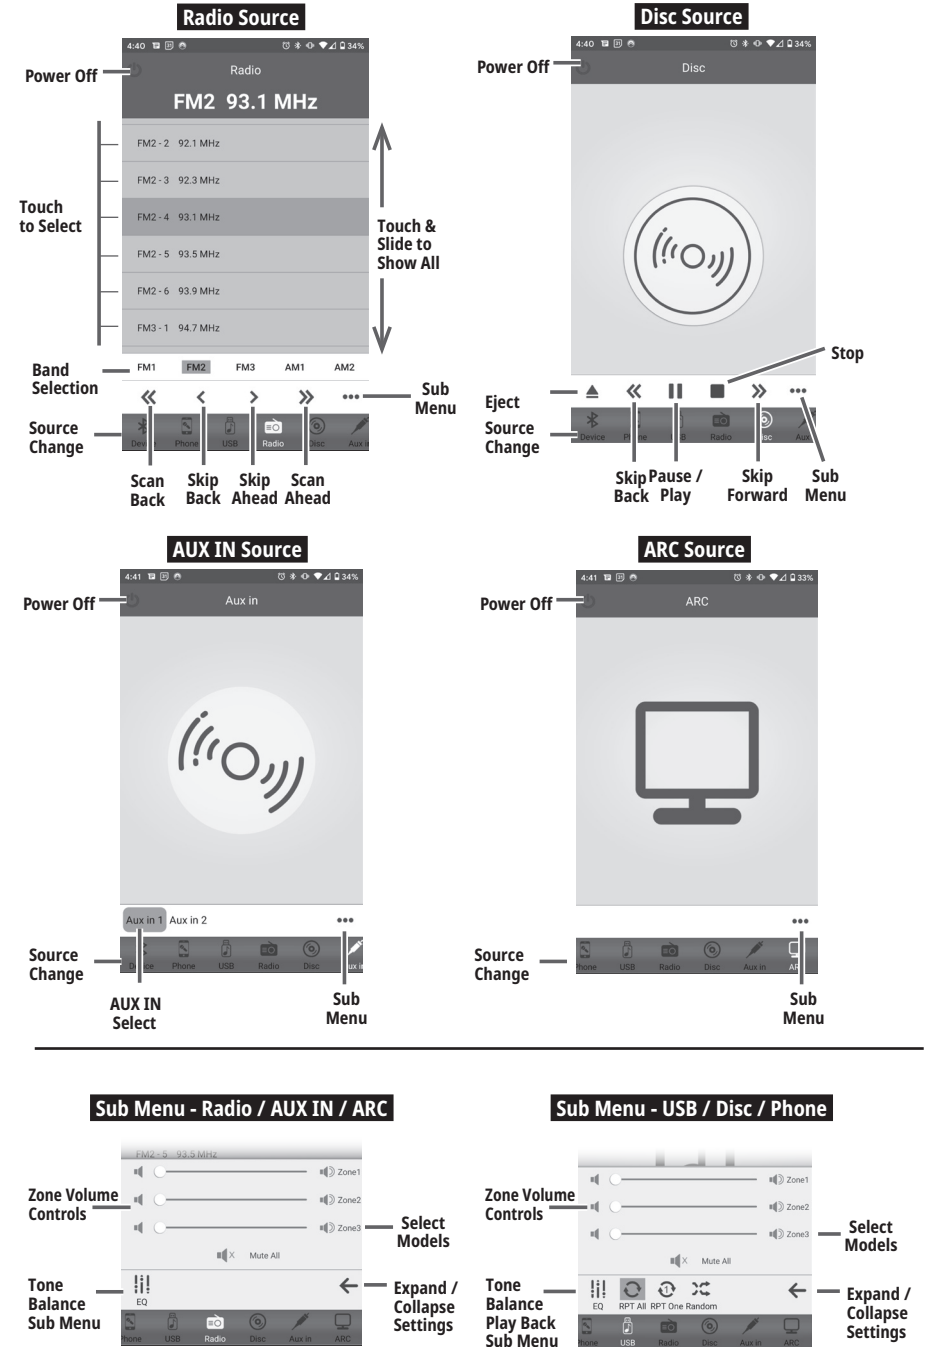 Radio Source
4:40
34%
Power Off
Radio
FM2 93.1 MHz
FM2 - 2 92.1 MHz
FM2 - 3 92.3 MHz
FM2 - 4 93.1 MHz
FM2 - 5 93.5 MHz
FM2 - 6 93.9 MHz
FM3 - 1 94.7 MHz
Touch
to Select
Touch &
Slide to
Show All
Band
Selection
FM1 FM2 FM3 AM1 AM2
Sub
Menu
Source
Change
Device Phone USB Radio Disc Aux in
Scan
Back
Skip
Back
Skip
Ahead
Scan
Ahead
Disc Source
4:40
34%
Power Off
Disc
Stop
Eject
Source
Change
Device Phone USB Radio Disc Aux
Skip
Back
Pause /
Play
Skip
Forward
Sub
Menu
AUX IN Source
4:41
34%
Power Off
Aux in
Aux in 1 Aux in 2
Source
Change
Device Phone USB Radio Disc Aux in
AUX IN
Select
Sub
Menu
ARC Source
4:41
33%
Power Off
ARC
Source
Change
Phone USB Radio Disc Aux in ARC
Sub
Menu
Sub Menu - Radio / AUX IN / ARC
FM2 - 5 93.5 MHz
Zone1
Zone2
Zone3
Zone Volume
Controls
Select
Models
Mute All
Tone
Balance
Sub Menu
EQ
Expand /
Collapse
Settings
Phone USB Radio Disc Aux in ARC
Sub Menu - USB / Disc / Phone
Zone1
Zone2
Zone3
Zone Volume
Controls
Select
Models
Mute All
Tone
Balance
Play Back
Sub Menu
EQ RPT All RPT One Random
Expand /
Collapse
Settings
Phone USB Radio Disc Aux in ARC